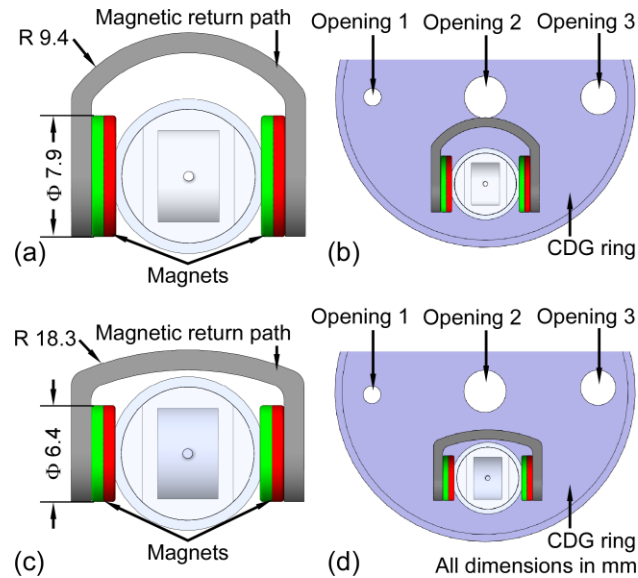 Magnetic return path
R 9.4
Φ 7.9
(a)
Magnets
Opening 1
Opening 2
Opening 3
(b)
CDG ring
Magnetic return path
R 18.3
Φ 6.4
(c)
Magnets
Opening 1
Opening 2
Opening 3
(d)
CDG ring
All dimensions in mm